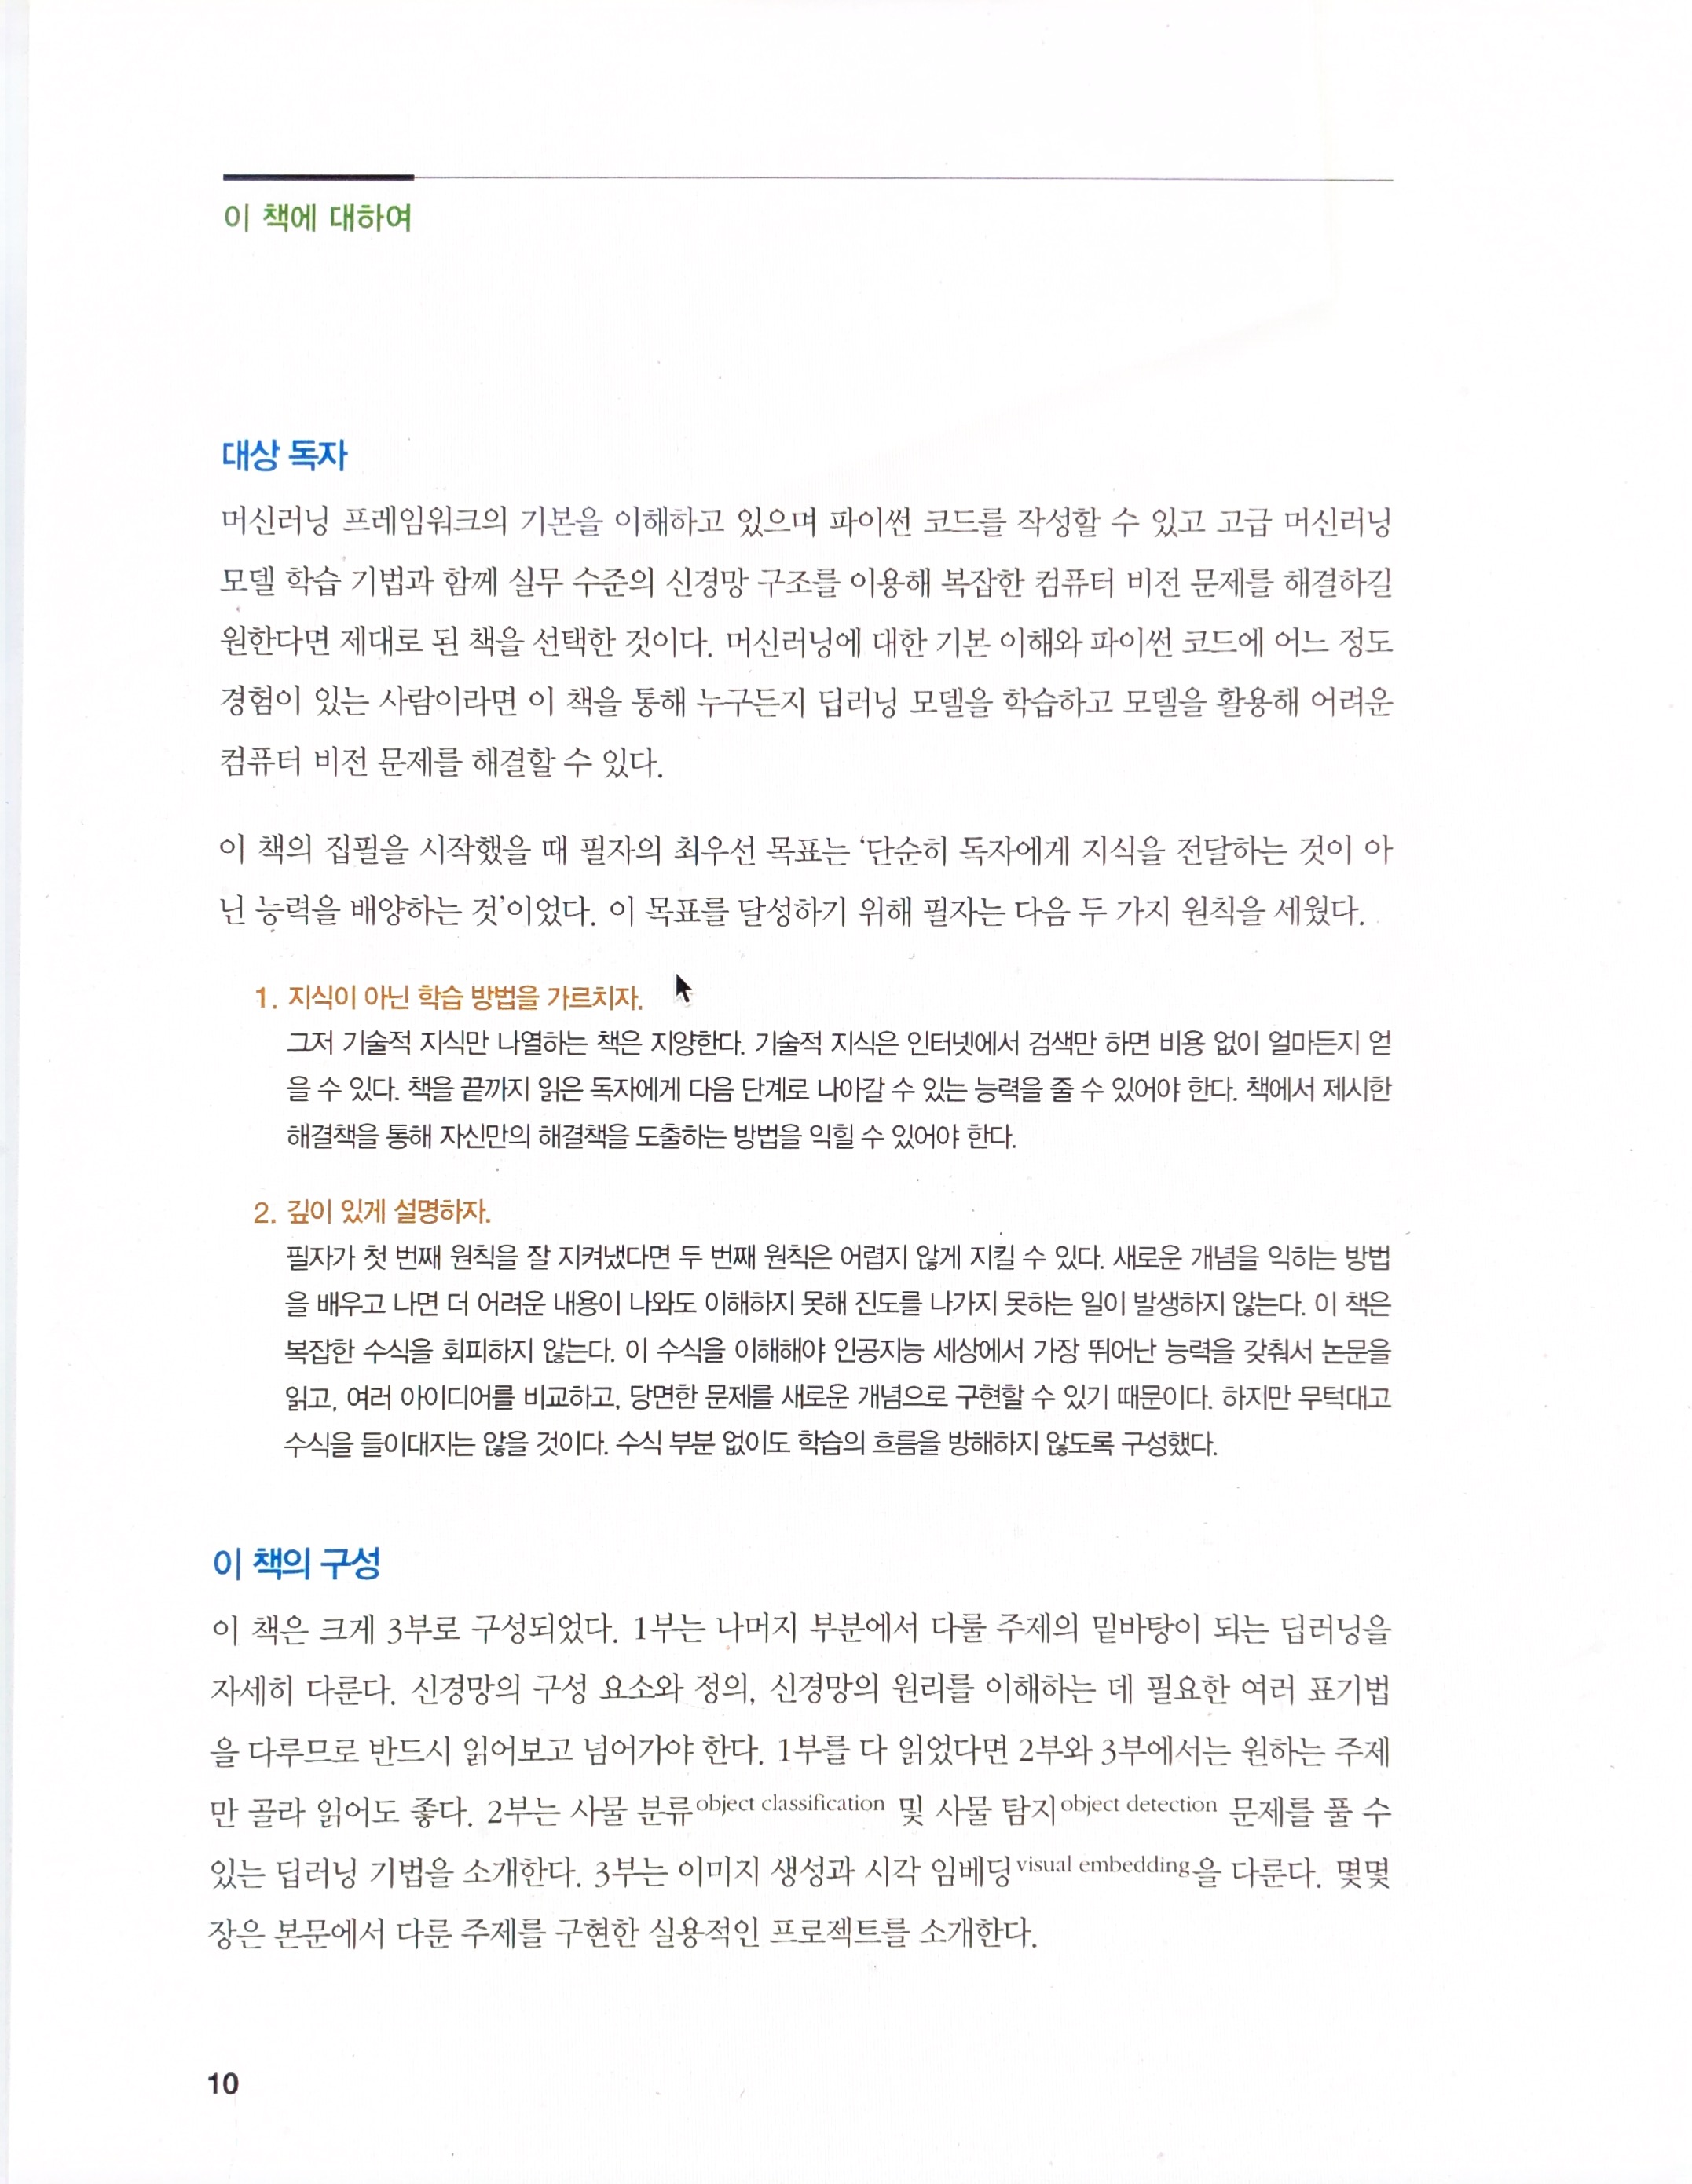 이 책에 대하여
대상 독자
머신러닝 프레임워크의 기본을 이해하고 있으며 파이썬 코드를 작성할 수 있고 고급 머신러닝
모델 학습 기법과 함께 실무 수준의 신경망 구조를 이용해 복잡한 컴퓨터 비전 문제를 해결하길
원한다면 제대로 된 책을 선택한 것이다. 머신러닝에 대한 기본 이해와 파이썬 코드에 어느 정도
경험이 있는 사람이라면 이 책을 통해 누구든지 딥러닝 모델을 학습하고 모델을 활용해 어려운
컴퓨터 비전 문제를 해결할 수 있다.
이 책의 집필을 시작했을 때 필자의 최우선 목표는 ‘단순히 독자에게 지식을 전달하는 것이 아
닌 능력을 배양하는 것’이었다. 이 목표를 달성하기 위해 필자는 다음 두 가지 원칙을 세웠다.
1. 지식이 아닌 학습 방법을 가르치자.
그저 기술적 지식만 나열하는 책은 지양한다. 기술적 지식은 인터넷에서 검색만 하면 비용 없이 얼마든지 얻
을 수 있다. 책을 끝까지 읽은 독자에게 다음 단계로 나아갈 수 있는 능력을 줄 수 있어야 한다. 책에서 제시한
해결책을 통해 자신만의 해결책을 도출하는 방법을 익힐 수 있어야 한다.
2. 깊이 있게 설명하자.
필자가 첫 번째 원칙을 잘 지켜냈다면 두 번째 원칙은 어렵지 않게 지킬 수 있다. 새로운 개념을 익히는 방법
을 배우고 나면 더 어려운 내용이 나와도 이해하지 못해 진도를 나가지 못하는 일이 발생하지 않는다. 이 책은
복잡한 수식을 회피하지 않는다. 이 수식을 이해해야 인공지능 세상에서 가장 뛰어난 능력을 갖춰서 논문을
읽고, 여러 아이디어를 비교하고, 당면한 문제를 새로운 개념으로 구현할 수 있기 때문이다. 하지만 무턱대고
수식을 들이대지는 않을 것이다. 수식 부분 없이도 학습의 흐름을 방해하지 않도록 구성했다.
이 책의 구성
이 책은 크게 3부로 구성되었다. 1부는 나머지 부분에서 다룰 주제의 밑바탕이 되는 딥러닝을
자세히 다룬다. 신경망의 구성 요소와 정의, 신경망의 원리를 이해하는 데 필요한 여러 표기법
을 다루므로 반드시 읽어보고 넘어가야 한다. 1부를 다 읽었다면 2부와 3부에서는 원하는 주제
만 골라 읽어도 좋다. 2부는 사물 분류object classification 및 사물 탐지object detection 문제를 풀 수
있는 딥러닝 기법을 소개한다. 3부는 이미지 생성과 시각 임베딩visual embedding을 다룬다. 몇몇
장은 본문에서 다룬 주제를 구현한 실용적인 프로젝트를 소개한다.
10